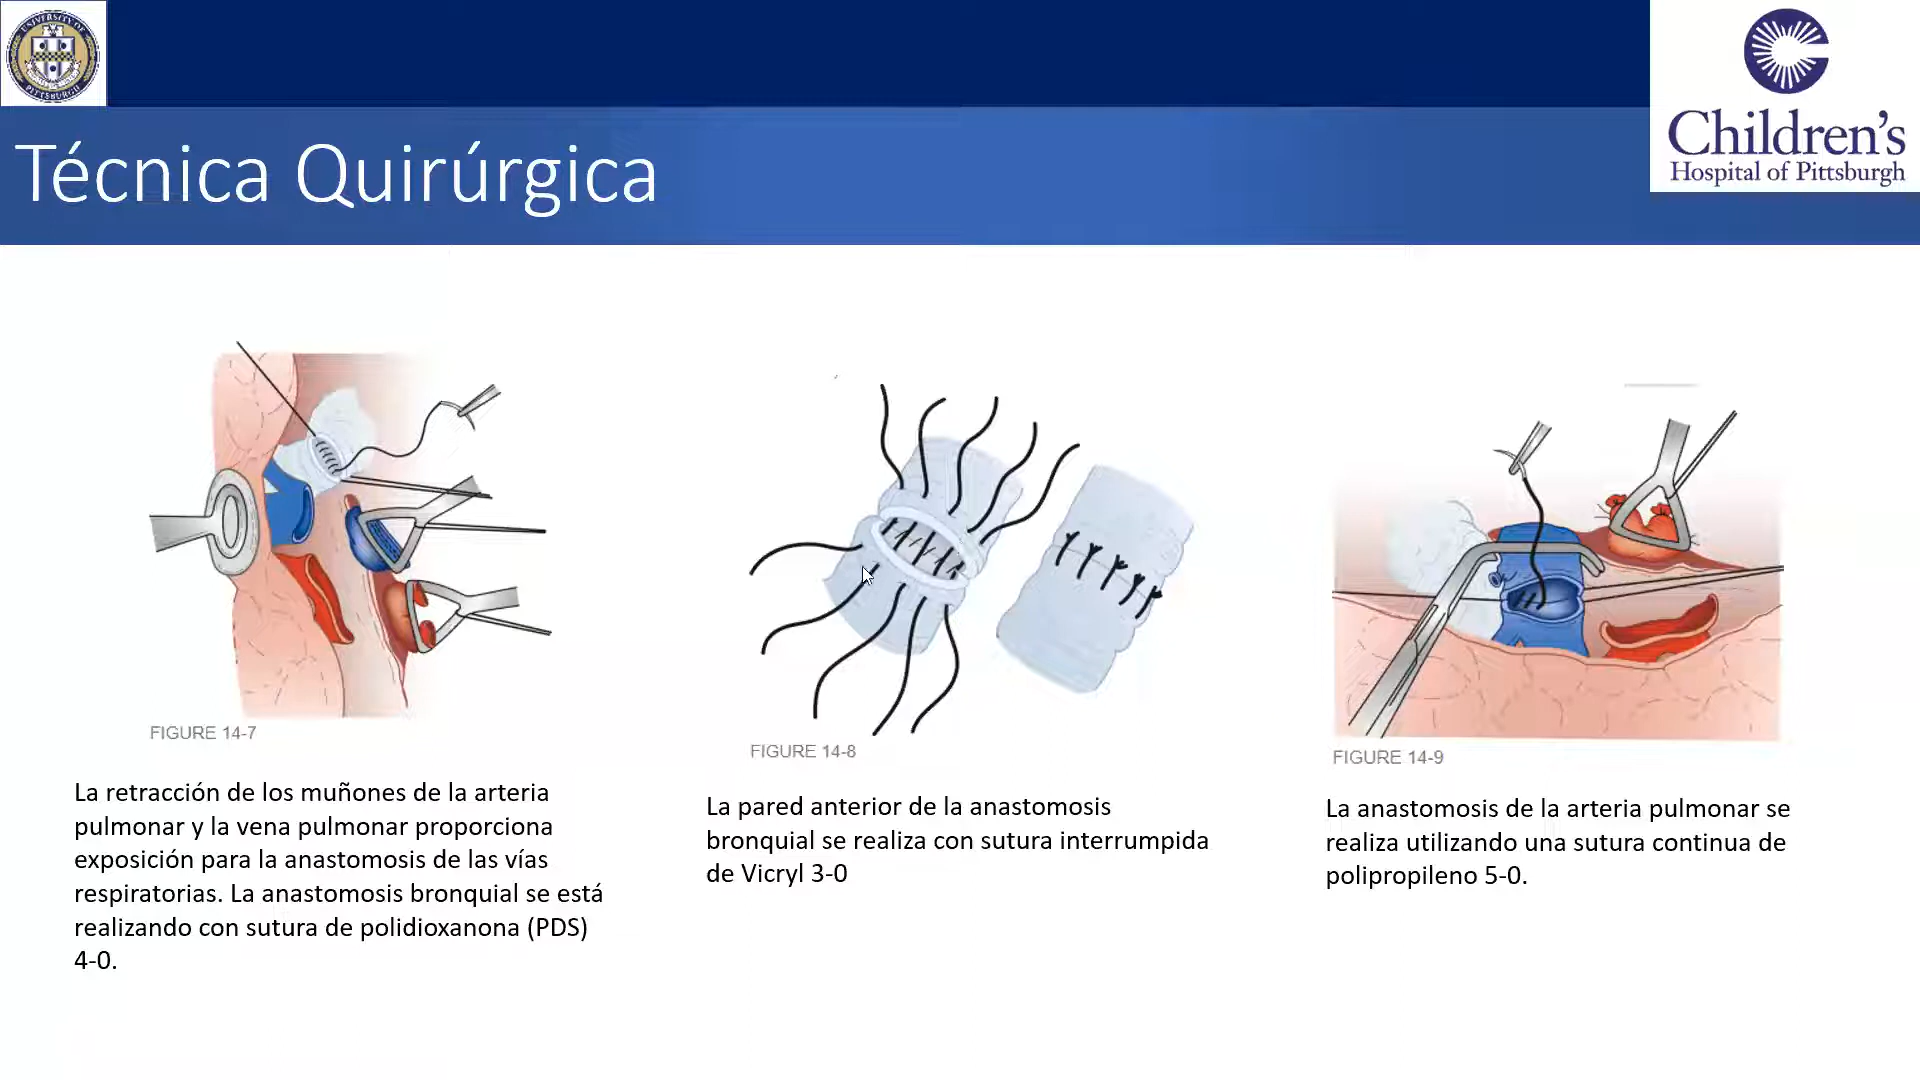 UNIVERSITY OF
PITTSBURGH
Children's
Hospital of Pittsburgh
Técnica Quirúrgica
FIGURE 14-7
La retracción de los muñones de la arteria
pulmonar y la vena pulmonar proporciona
exposición para la anastomosis de las vías
respiratorias. La anastomosis bronquial se está
realizando con sutura de polidioxanona (PDS)
4-0.
FIGURE 14-8
La pared anterior de la anastomosis
bronquial se realiza con sutura interrumpida
de Vicryl 3-0
FIGURE 14-9
La anastomosis de la arteria pulmonar se
realiza utilizando una sutura continua de
polipropileno 5-0.